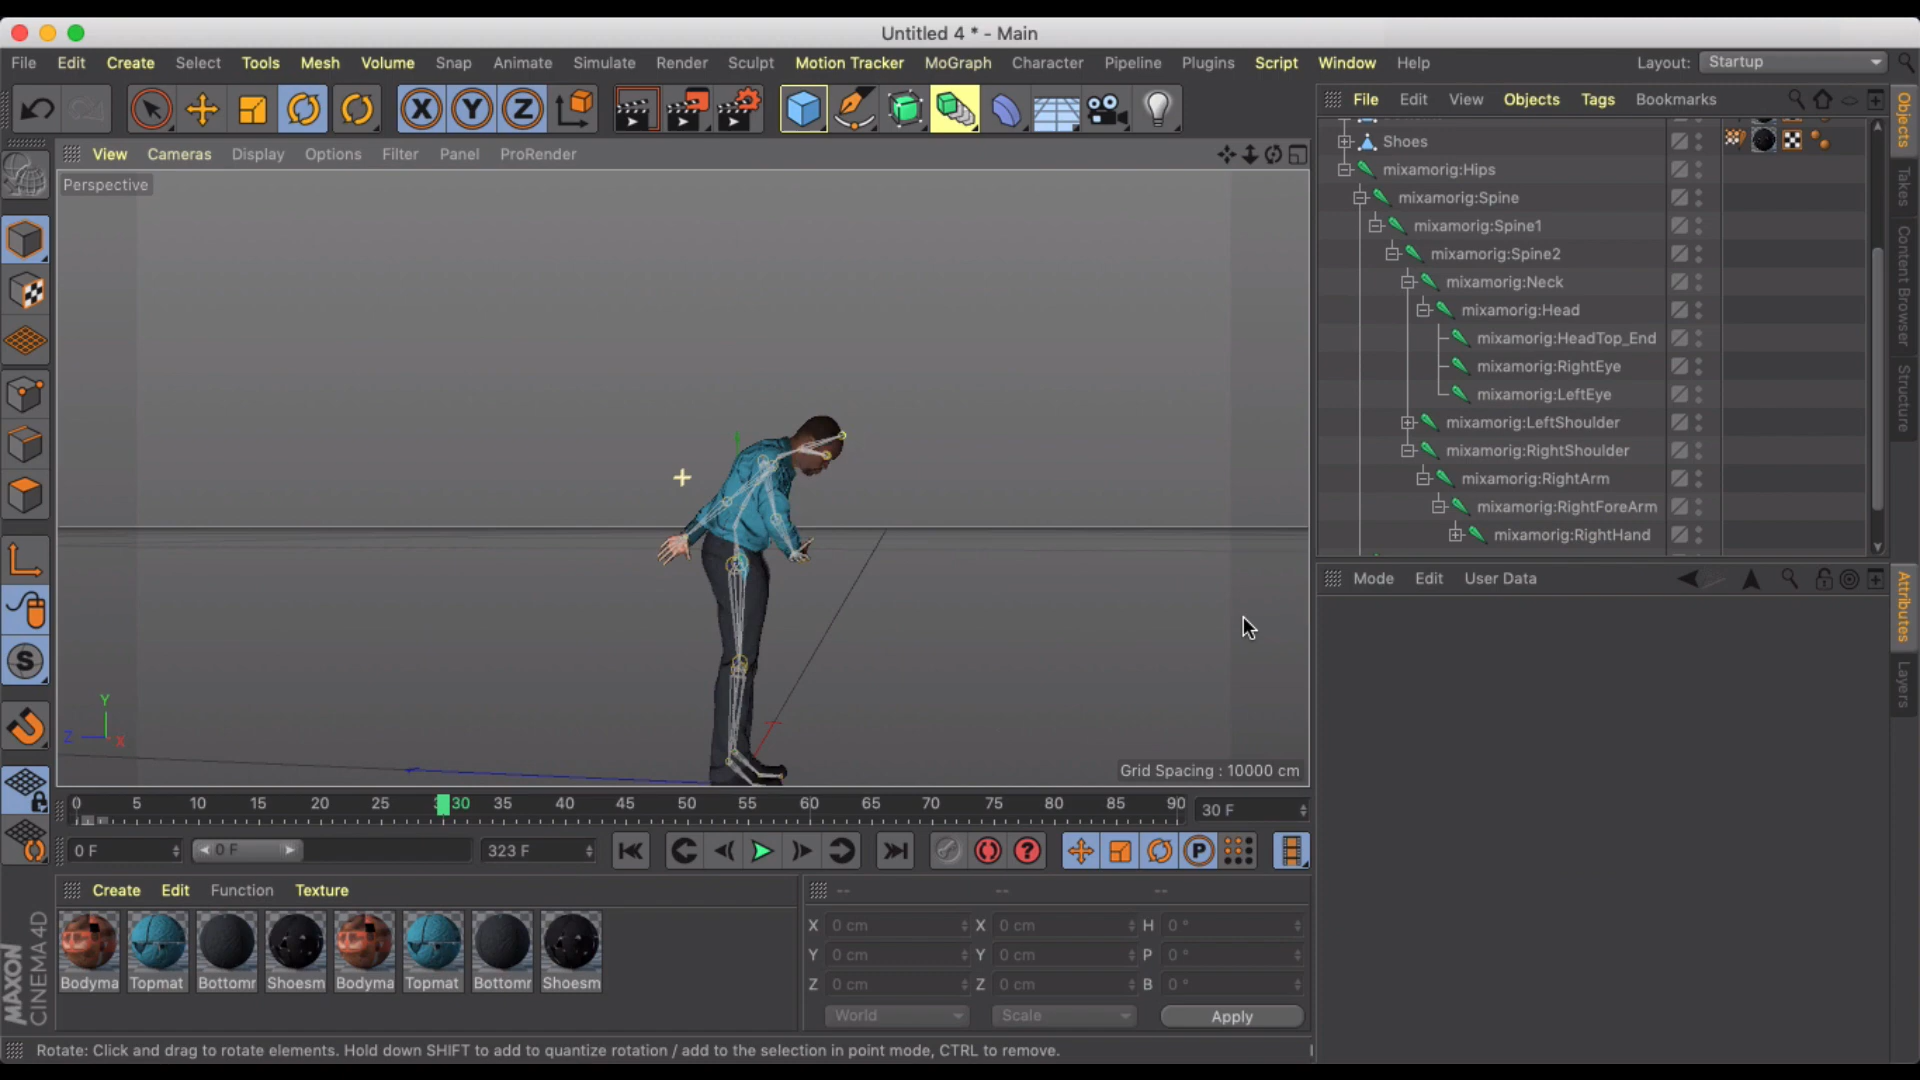 Untitled 4 * - Main
File Edit Create Select Tools Mesh Volume Snap Animate Simulate Render Sculpt Motion Tracker MoGraph Character Pipeline Plugins Script Window Help Layout: Startup
X Y Z
File Edit View Objects Tags Bookmarks
View Cameras Display Options Filter Panel ProRender
Perspective
Shoes
mixamorig:Hips
mixamorig:Spine
mixamorig:Spine1
mixamorig:Spine2
mixamorig:Neck
mixamorig:Head
mixamorig:HeadTop_End
mixamorig:RightEye
mixamorig:LeftEye
mixamorig:LeftShoulder
mixamorig:RightShoulder
mixamorig:RightArm
mixamorig:RightForeArm
mixamorig:RightHand
Objects
Takes
Content Browser
Structure
Mode Edit User Data
Attributes
Layers
Y
Z X
Grid Spacing : 10000 cm
0 5 10 15 20 25 30 35 40 45 50 55 60 65 70 75 80 85 90 30 F
0 F 0 F 323 F P
Create Edit Function Texture
-- -- --
Bodyma Topmat Bottomr Shoesm Bodyma Topmat Bottomr Shoesm
X 0 cm X 0 cm H 0 °
Y 0 cm Y 0 cm P 0 °
Z 0 cm Z 0 cm B 0 °
World Scale Apply
MAXON
CINEMA 4D
Rotate: Click and drag to rotate elements. Hold down SHIFT to add to quantize rotation / add to the selection in point mode, CTRL to remove.